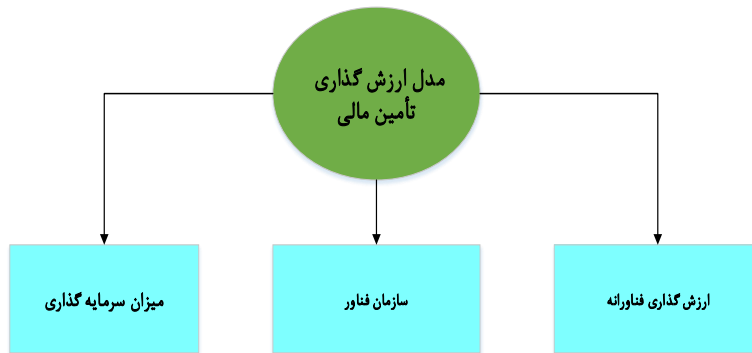 مدل ارزش گذاری
تأمین مالی
ارزش گذاری فناورانه
سازمان فناور
میزان سرمایه گذاری